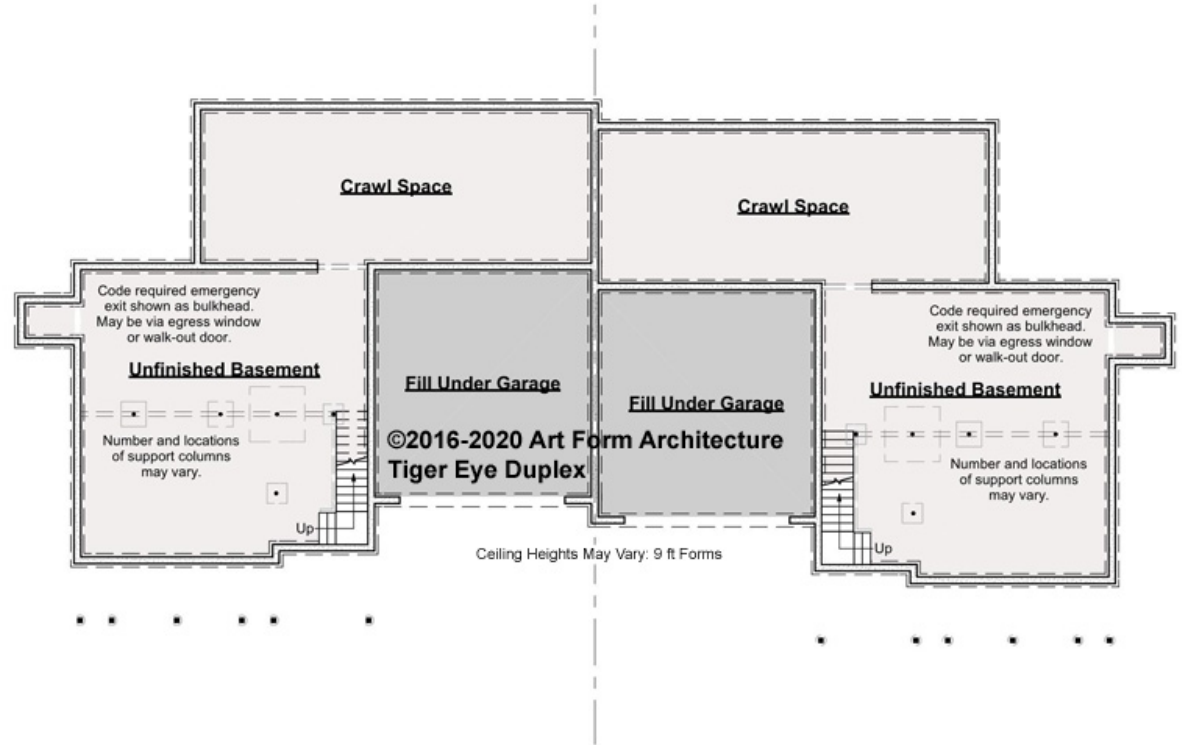 Crawl Space
Crawl Space
Code required emergency
exit shown as bulkhead.
May be via egress window
or walk-out door.
Code required emergency
exit shown as bulkhead.
May be via egress window
or walk-out door.
Unfinished Basement
Fill Under Garage
Fill Under Garage
Unfinished Basement
Number and locations
of support columns
may vary.
©2016-2020 Art Form Architecture
Tiger Eye Duplex
Number and locations
of support columns
may vary.
Up
Up
Ceiling Heights May Vary: 9 ft Forms